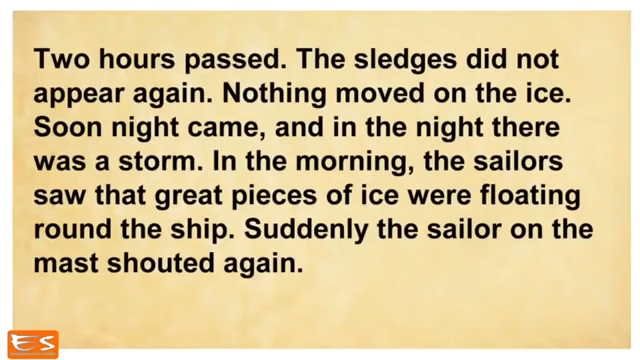 Two hours passed. The sledges did not
appear again. Nothing moved on the ice.
Soon night came, and in the night there
was a storm. In the morning, the sailors
saw that great pieces of ice were floating
round the ship. Suddenly the sailor on the
mast shouted again.
ES